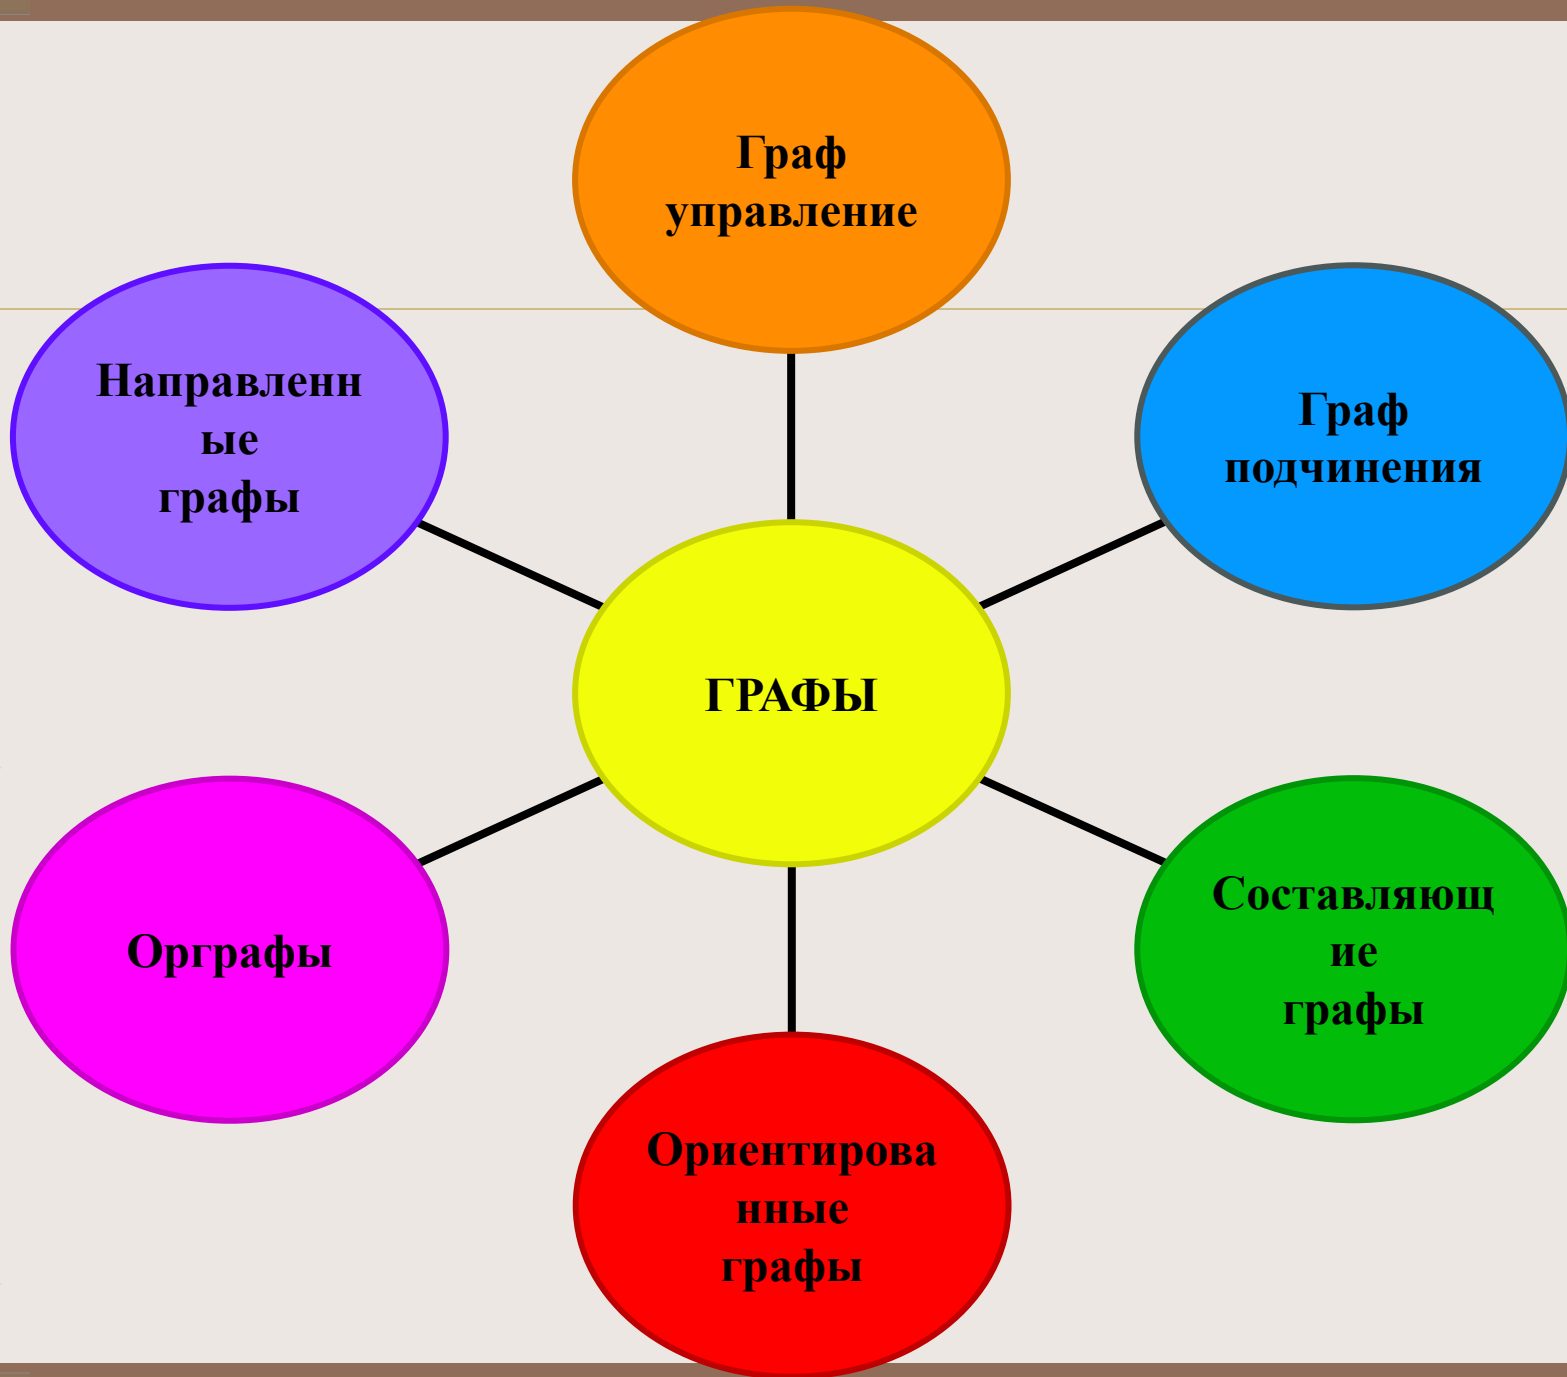 Граф
управление
Направленн
ые
графы
Граф
подчинения
ГРАФЫ
Орграфы
Составляющ
ие
графы
Ориентирова
нные
графы